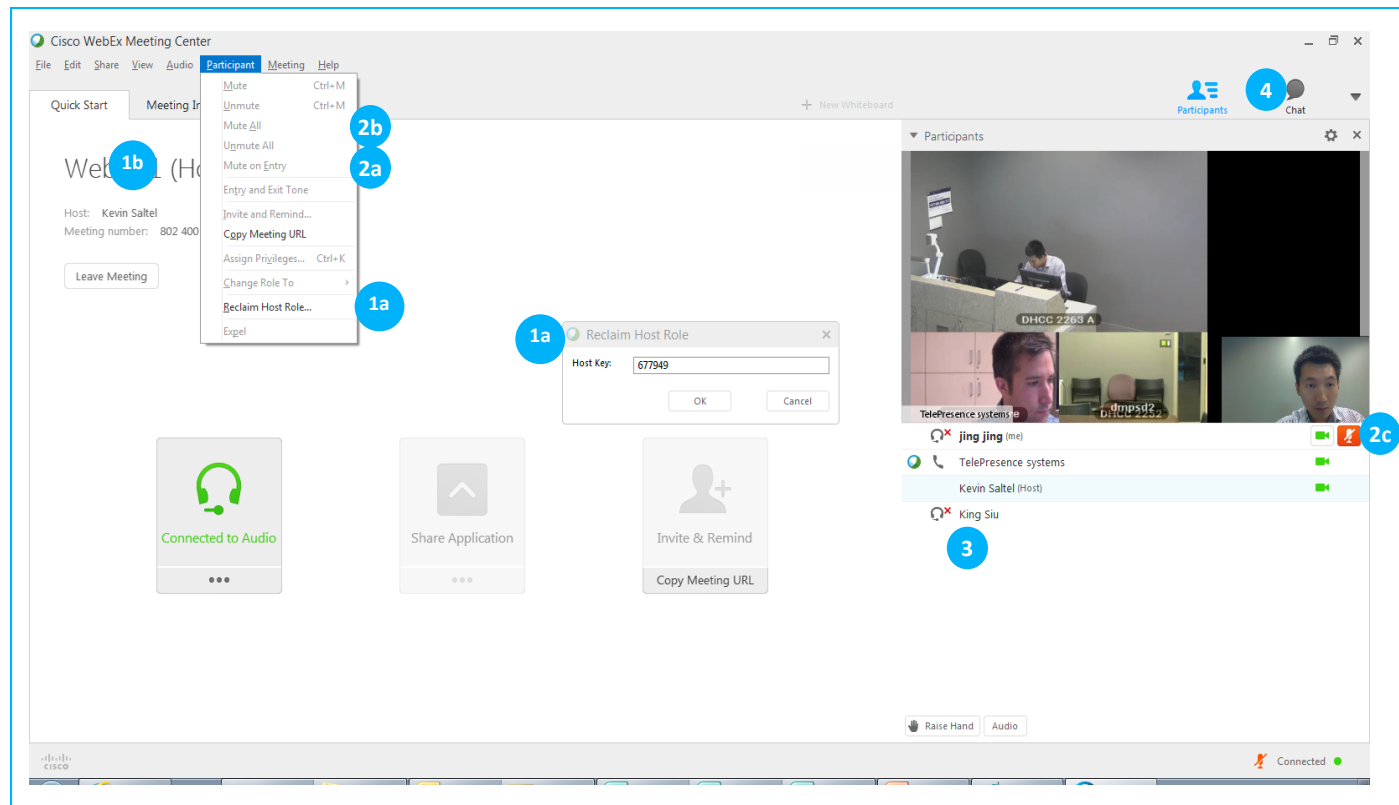 Cisco WebEx Meeting Center
File Edit Share View Audio Participant Meeting Help
Quick Start Meeting In
+ New Whiteboard
Participants
4
Chat
Mute Ctrl+M
Unmute Ctrl+M
Mute All
2b
Unmute All
Mute on Entry
2a
Entry and Exit Tone
Invite and Remind...
Copy Meeting URL
Assign Privileges... Ctrl+K
Change Role To
Reclaim Host Role...
1a
Expel
Web 1b 1 (Ho
Host: Kevin Saltel
Meeting number: 802 400
Leave Meeting
1a
Reclaim Host Role
Host Key: 677949
OK Cancel
Connected to Audio
Share Application
Invite & Remind
Copy Meeting URL
Participants
DHCC 2263 A
TelePresence systems
dmpsd2
DHCC 2252
jing jing (me)
2c
TelePresence systems
Kevin Saltel (Host)
King Siu
3
Raise Hand Audio
CISCO
Connected